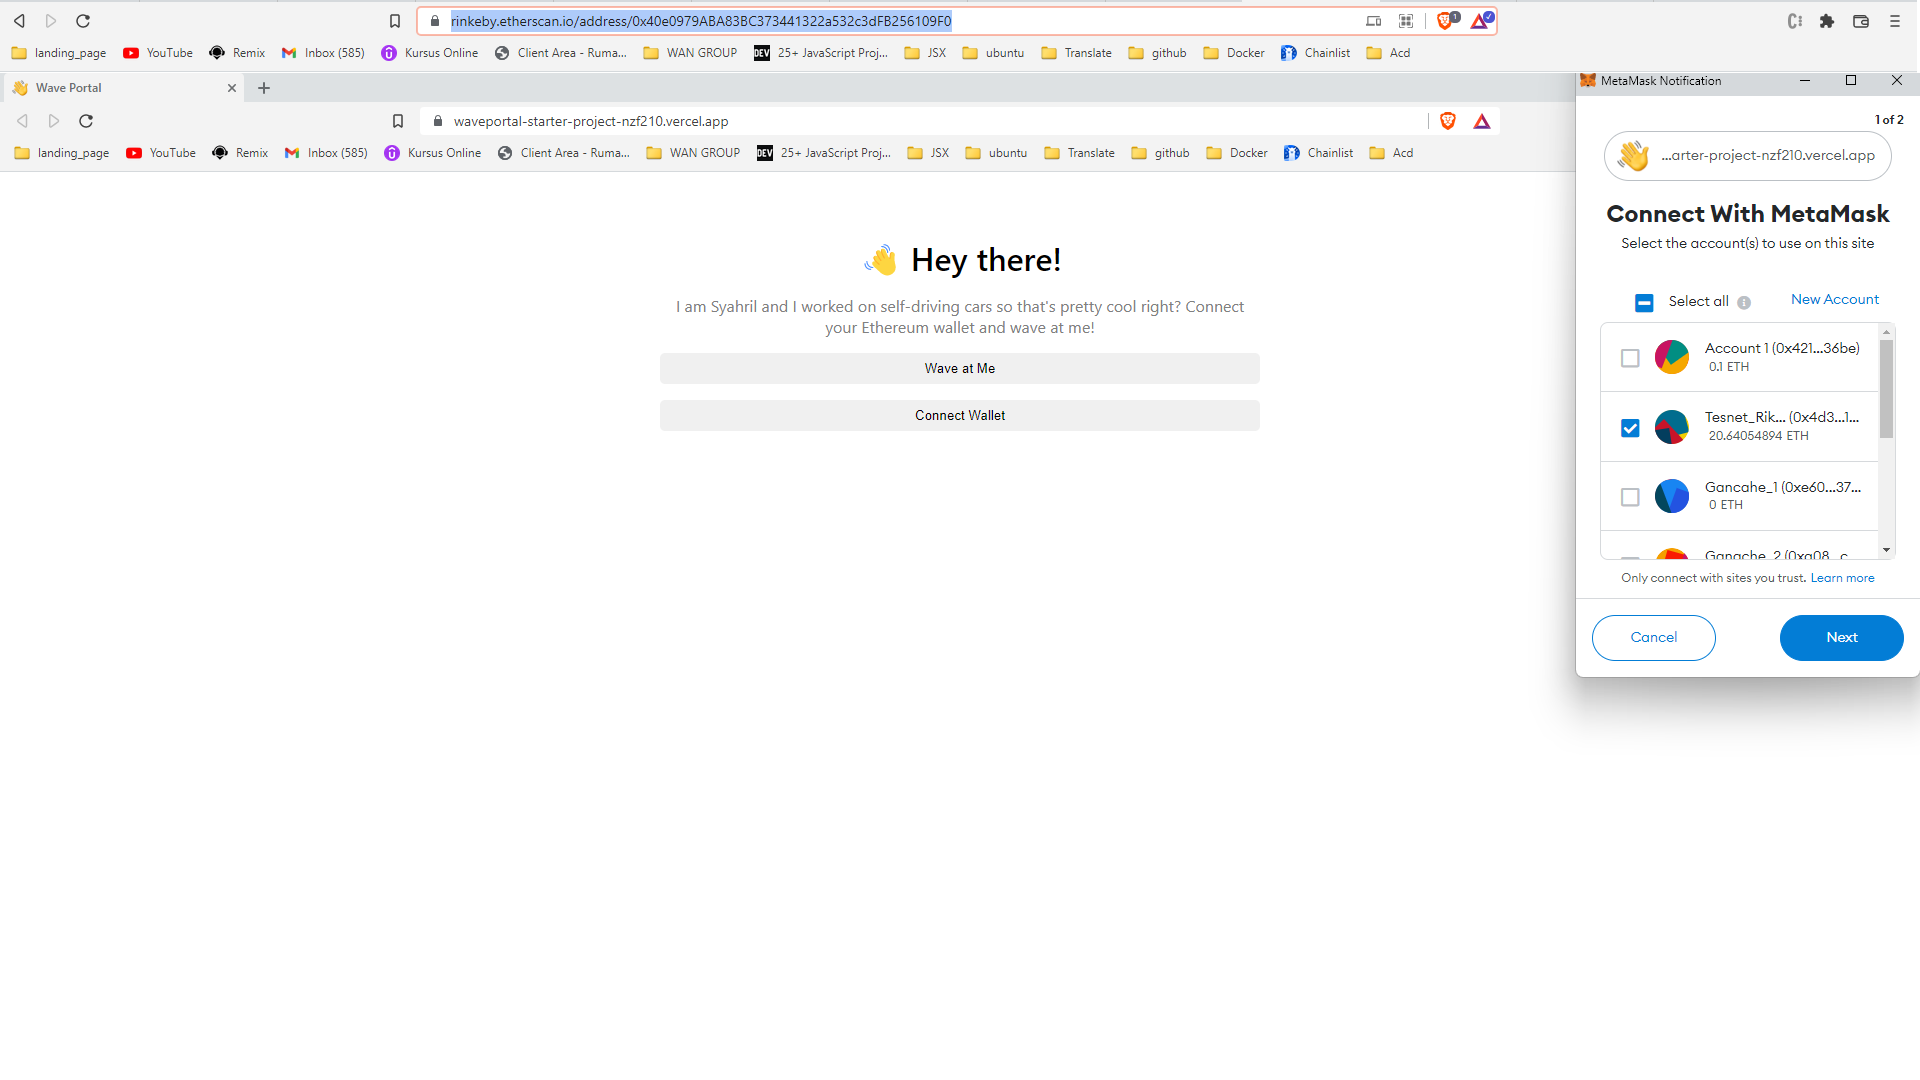 rinkeby.etherscan.io/address/0x40e0979ABA83BC373441322a532c3dFB256109F0
1
landing_page YouTube Remix Inbox (585) Kursus Online Client Area - Ruma... WAN GROUP DEV 25+ JavaScript Proj... JSX ubuntu Translate github Docker Chainlist Acd
Wave Portal
waveportal-starter-project-nzf210.vercel.app
landing_page YouTube Remix Inbox (585) Kursus Online Client Area - Ruma... WAN GROUP DEV 25+ JavaScript Proj... JSX ubuntu Translate github Docker Chainlist Acd
👋 Hey there!
I am Syahril and I worked on self-driving cars so that's pretty cool right? Connect
your Ethereum wallet and wave at me!
Wave at Me
Connect Wallet
MetaMask Notification
1 of 2
...arter-project-nzf210.vercel.app
Connect With MetaMask
Select the account(s) to use on this site
Select all
New Account
Account 1 (0x421...36be)
0.1 ETH
Tesnet_Rik... (0x4d3...1...
20.64054894 ETH
Gancahe_1 (0xe60...37...
0 ETH
Ganache_2 (0xa08...c
Only connect with sites you trust. Learn more
Cancel
Next